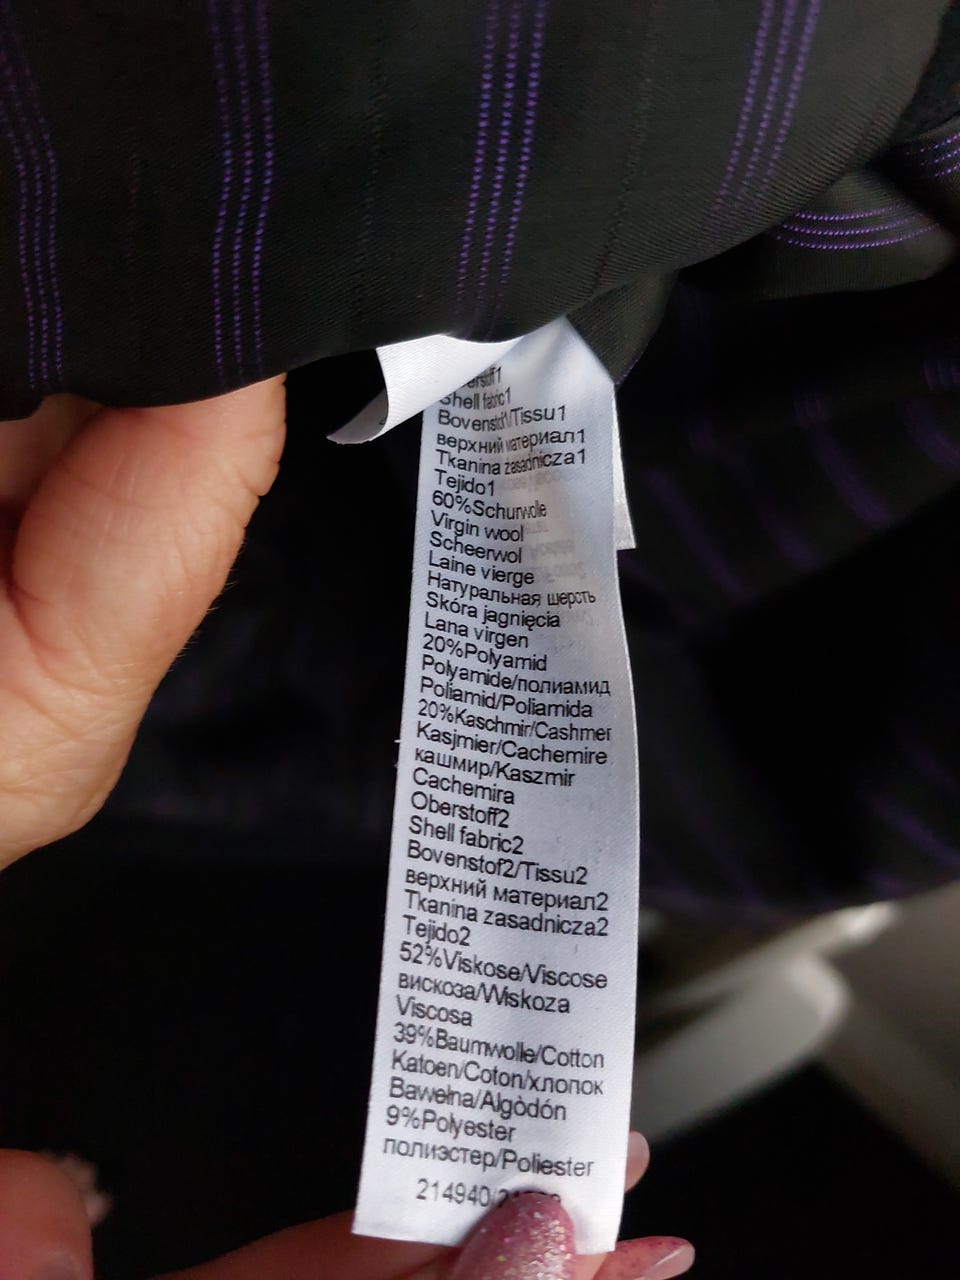 Shell fabric1
Bovenstof1/Tissu1
верхний материал1
Tkanina zasadnicza1
Tejido1
60%Schurwolle
Virgin wool
Scheerwol
Laine vierge
Натуральная шерсть
Skóra jagnięcia
Lana virgen
20%Polyamid
Polyamide/полиамид
Poliamid/Poliamida
20%Kaschmir/Cashmer
Kasjmier/Cachemire
кашмир/Kaszmir
Cachemira
Oberstoff2
Shell fabric2
Bovenstof2/Tissu2
верхний материал2
Tkanina zasadnicza2
Tejido2
52%Viskose/Viscose
вискоза/Wiskoza
Viscosa
39%Baumwolle/Cotton
Katoen/Coton/хлопок
Bawełna/Algòdón
9%Polyester
полиэстер/Poliester
214940